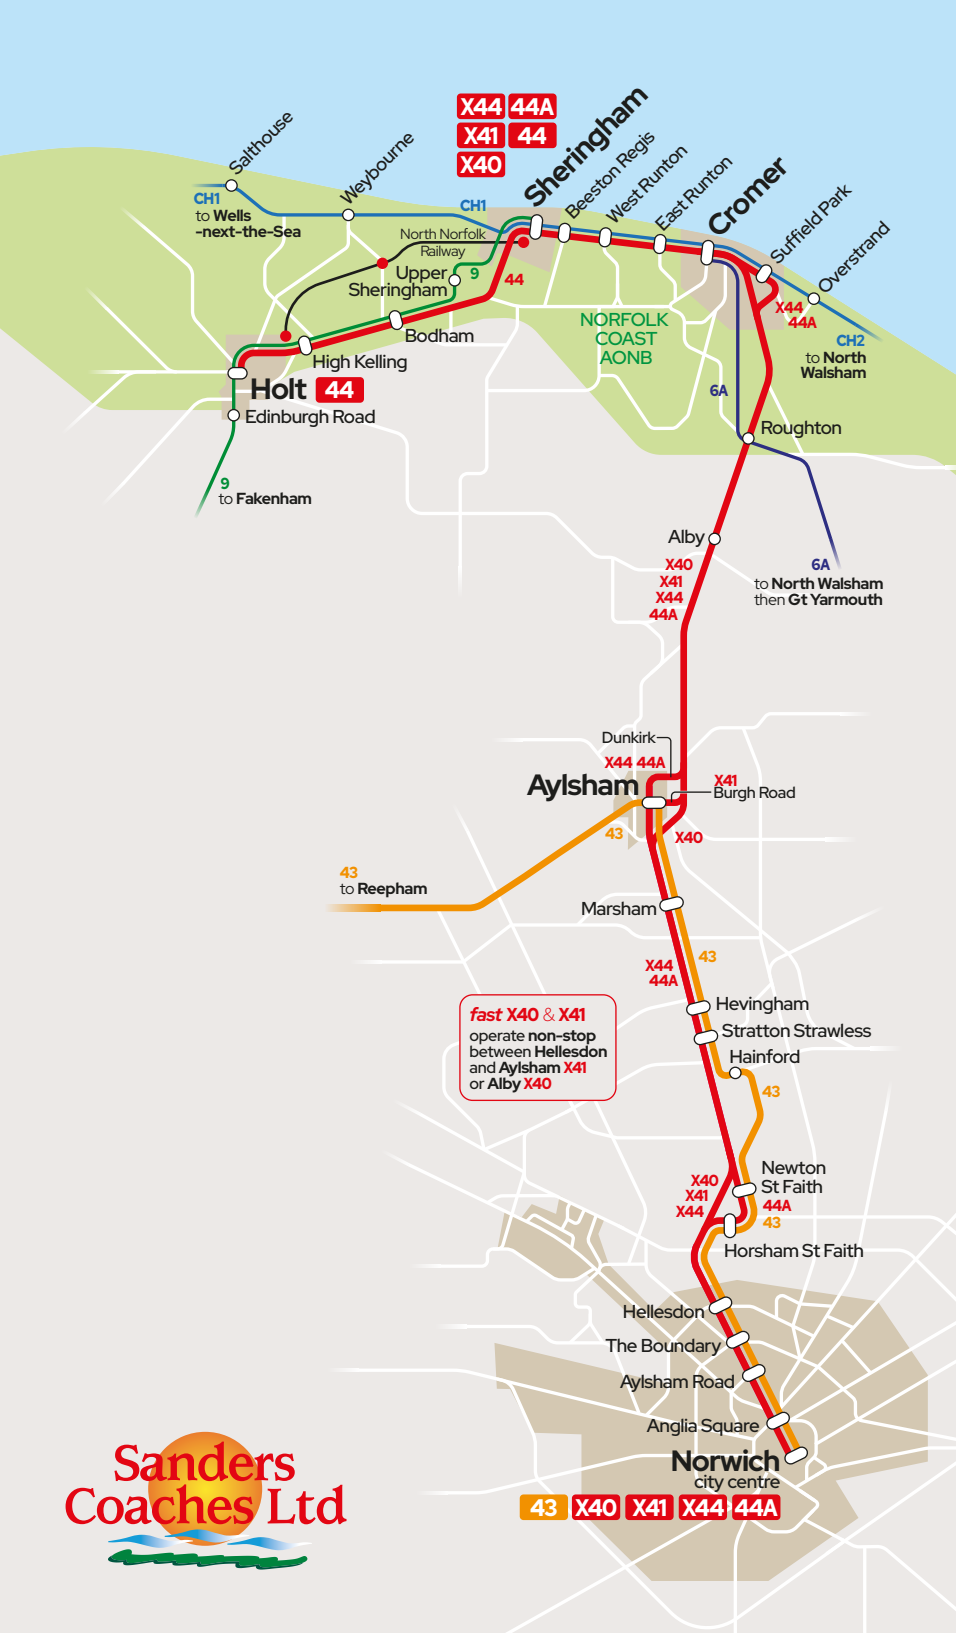 X44 44A
X41 44
X40
Sheringham
Beeston Regis
West Runton
East Runton
Cromer
Suffield Park
Overstrand
Salthouse
Weybourne
CH1
to Wells
-next-the-Sea
CH1
North Norfolk
Railway
Upper
Sheringham
9
44
X44
44A
CH2
to North
Walsham
NORFOLK
COAST
AONB
Bodham
High Kelling
Holt 44
Edinburgh Road
6A
Roughton
9
to Fakenham
Alby
X40
X41
X44
44A
6A
to North Walsham
then Gt Yarmouth
Dunkirk
X44 44A
Aylsham
X41
Burgh Road
43
X40
43
to Reepham
Marsham
43
X44
44A
Hevingham
Stratton Strawless
Hainford
43
fast X40 & X41
operate non-stop
between Hellesdon
and Aylsham X41
or Alby X40
Newton
St Faith
X40
X41
X44
44A
43
Horsham St Faith
Hellesdon
The Boundary
Aylsham Road
Anglia Square
Norwich
city centre
43 X40 X41 X44 44A
Sanders
Coaches Ltd